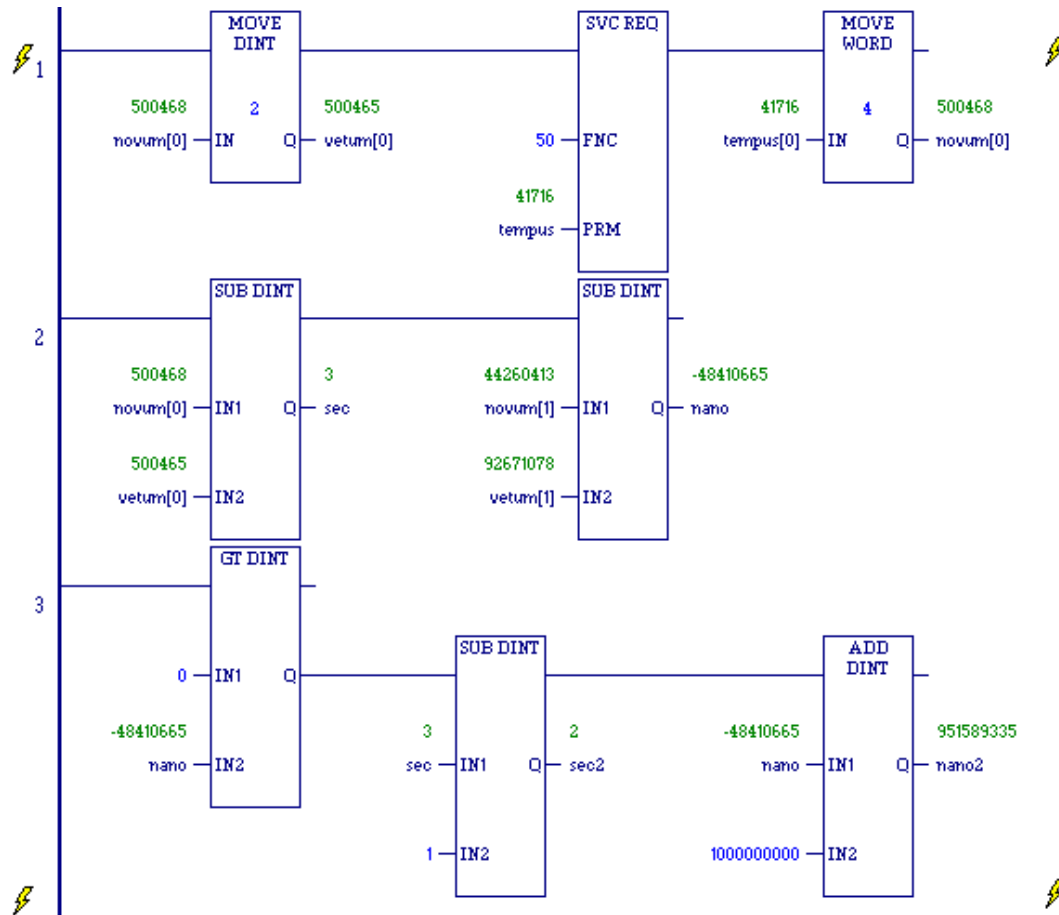 MOVE DINT
SVC REQ
MOVE WORD
1
500468
2
500465
41716
4
500468
novum[0]
IN
Q
vetum[0]
50
FNC
tempus[0]
IN
Q
novum[0]
41716
tempus
PRM
SUB DINT
SUB DINT
2
500468
3
44260413
-48410665
novum[0]
IN1
Q
sec
novum[1]
IN1
Q
nano
500465
92671078
vetum[0]
IN2
vetum[1]
IN2
GT DINT
3
SUB DINT
ADD DINT
0
IN1
Q
-48410665
3
2
-48410665
951589335
nano
IN2
sec
IN1
Q
sec2
nano
IN1
Q
nano2
1
IN2
1000000000
IN2